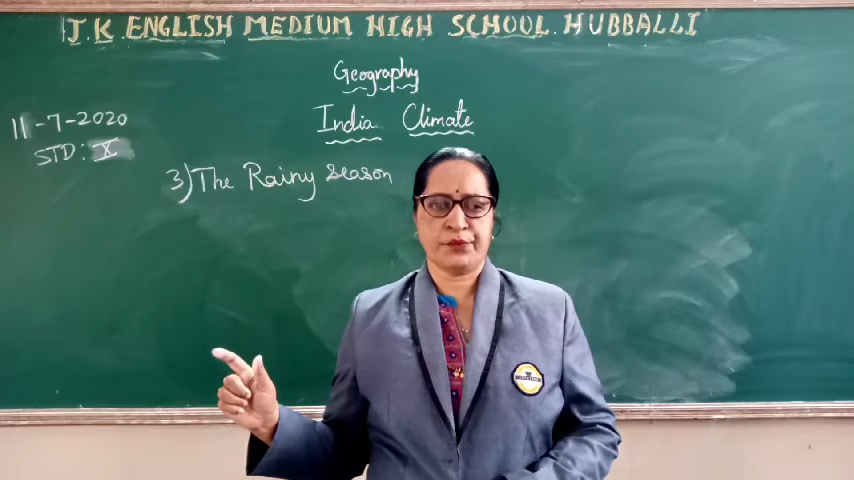 J.K ENGLISH MEDIUM HIGH SCHOOL. HUBBALLI
Geography
India Climate
11-7-2020
STD: X
3) The Rainy season